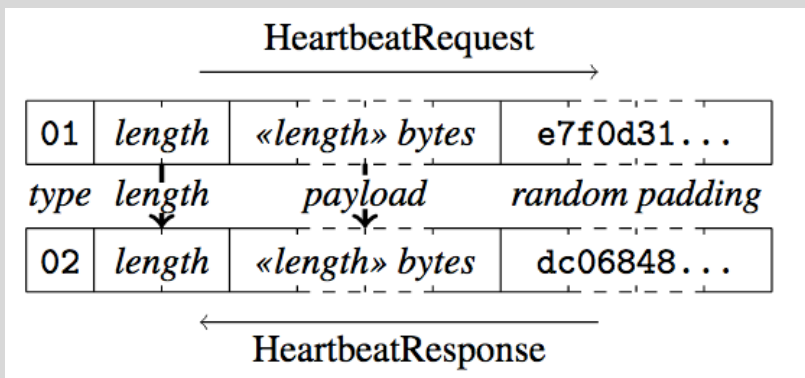 HeartbeatRequest
01 length «length» bytes e7f0d31...
type length payload random padding
02 length «length» bytes dc06848...
HeartbeatResponse